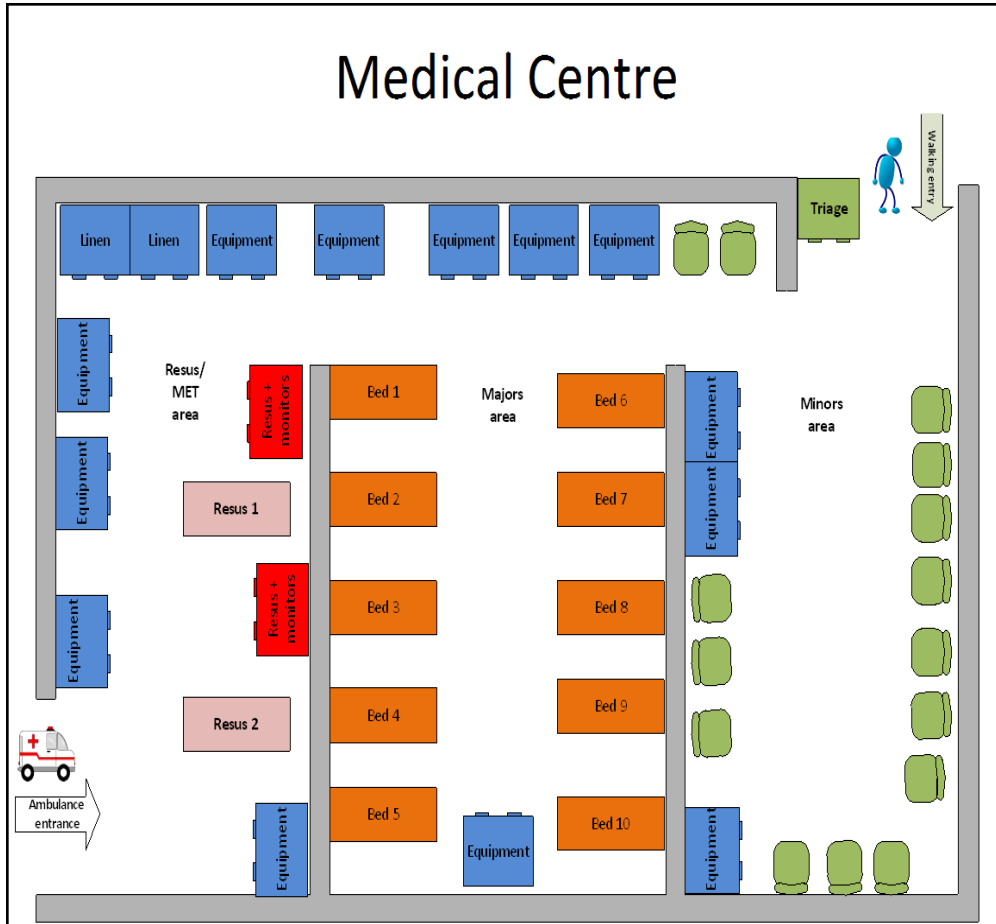 Medical Centre
Walking entry
Triage
Linen
Linen
Equipment
Equipment
Equipment
Equipment
Equipment
Equipment
Resus/
MET
area
Resus +
monitors
Bed 1
Majors
area
Bed 6
Equipment
Minors
area
Equipment
Resus 1
Bed 2
Bed 7
Equipment
Resus +
monitors
Bed 3
Bed 8
Equipment
Resus 2
Bed 4
Bed 9
Ambulance
entrance
Equipment
Bed 5
Equipment
Bed 10
Equipment